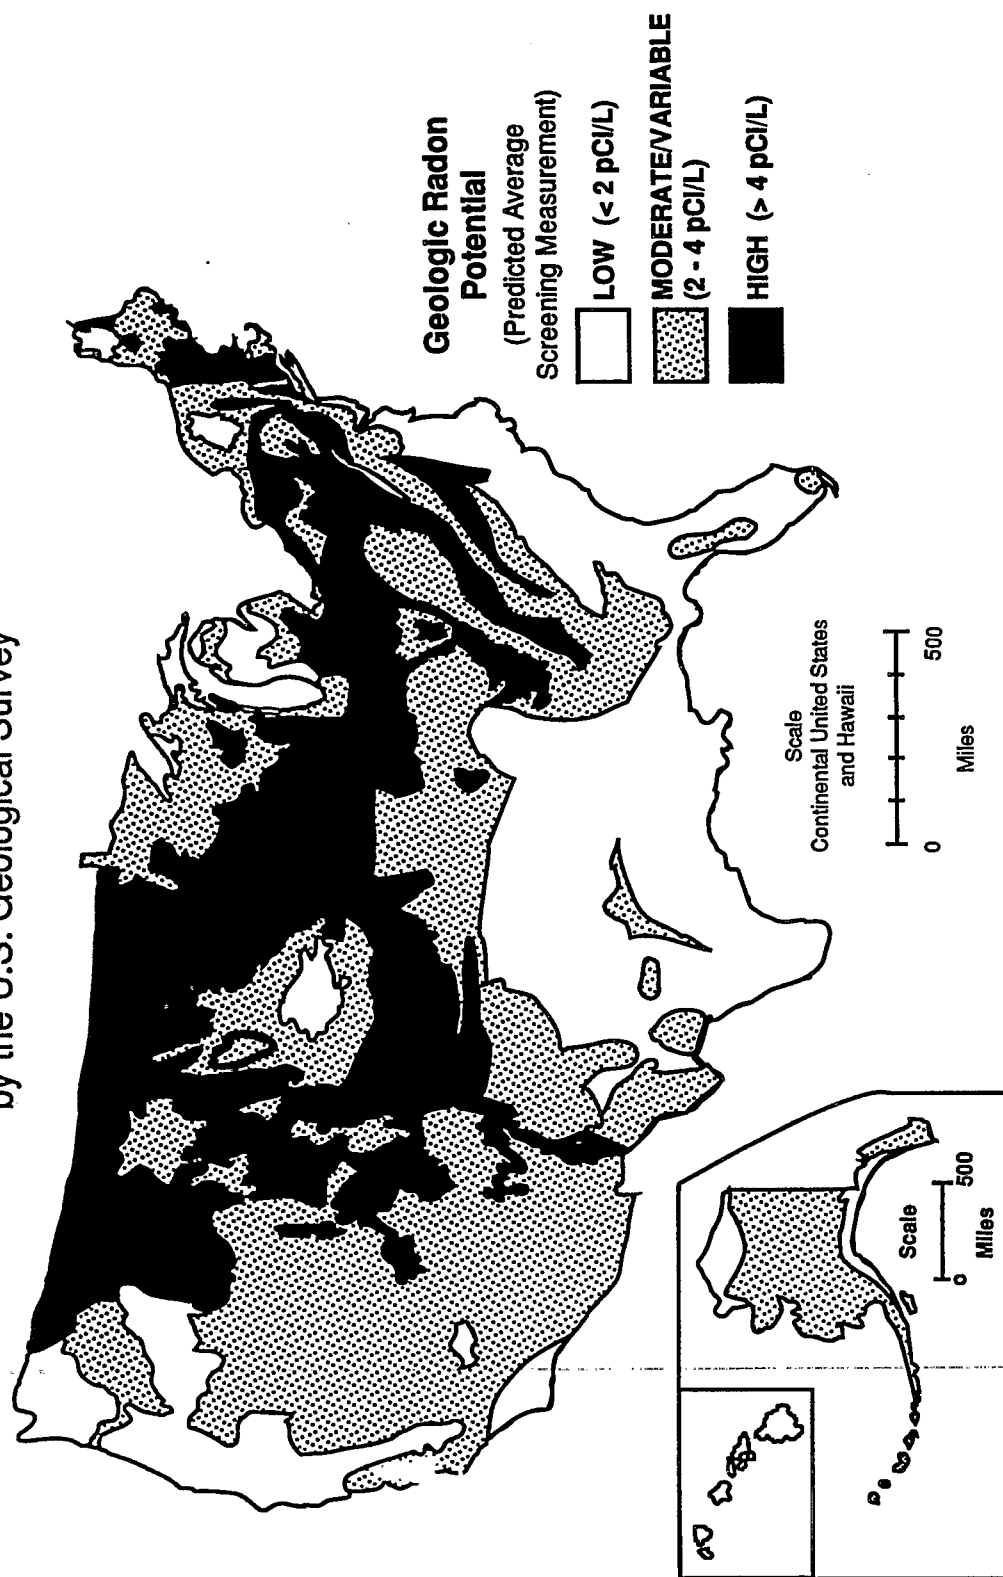 by the U.S. Geological Survey
Geologic Radon
Potential
(Predicted Average
Screening Measurement)
LOW (< 2 pCi/L)
MODERATE/VARIABLE
(2 - 4 pCi/L)
HIGH (> 4 pCi/L)
Scale
Continental United States
and Hawaii
0 500
Miles
Scale
0 500
Miles